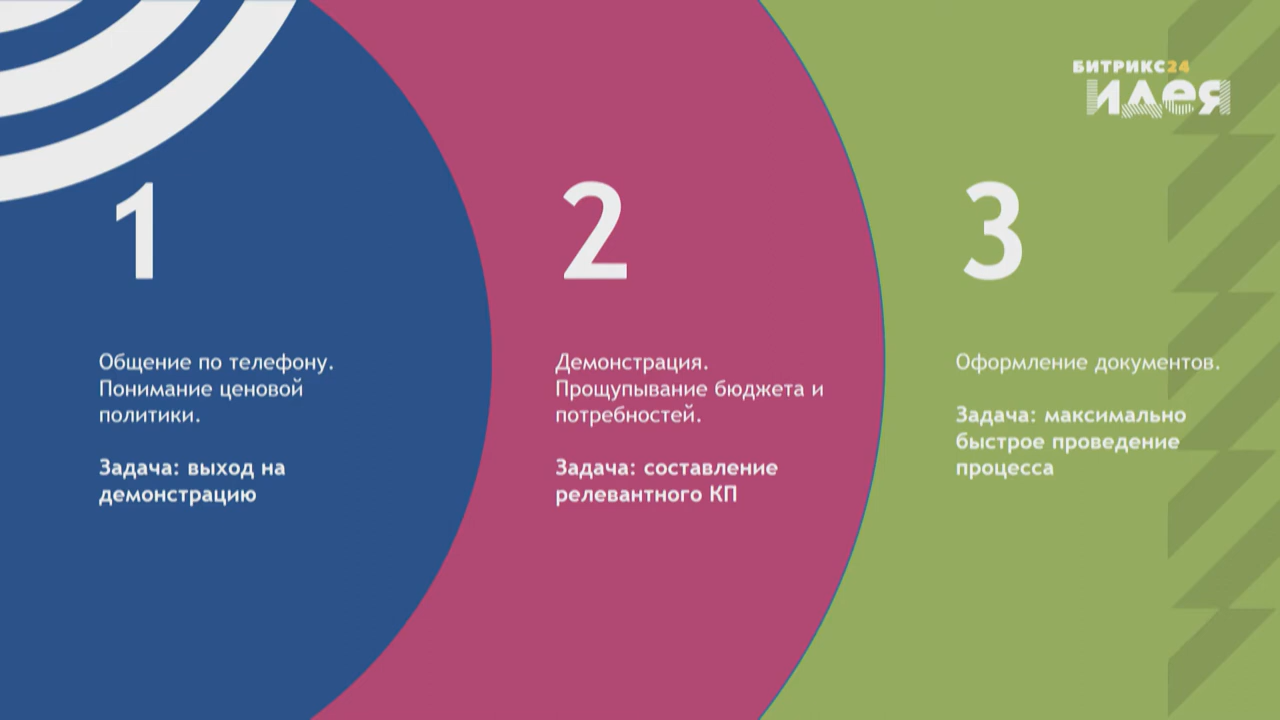 БИТРИКС24
идея
1
Общение по телефону.
Понимание ценовой
политики.
Задача: выход на
демонстрацию
2
Демонстрация.
Прощупывание бюджета и
потребностей.
Задача: составление
релевантного КП
3
Оформление документов.
Задача: максимально
быстрое проведение
процесса